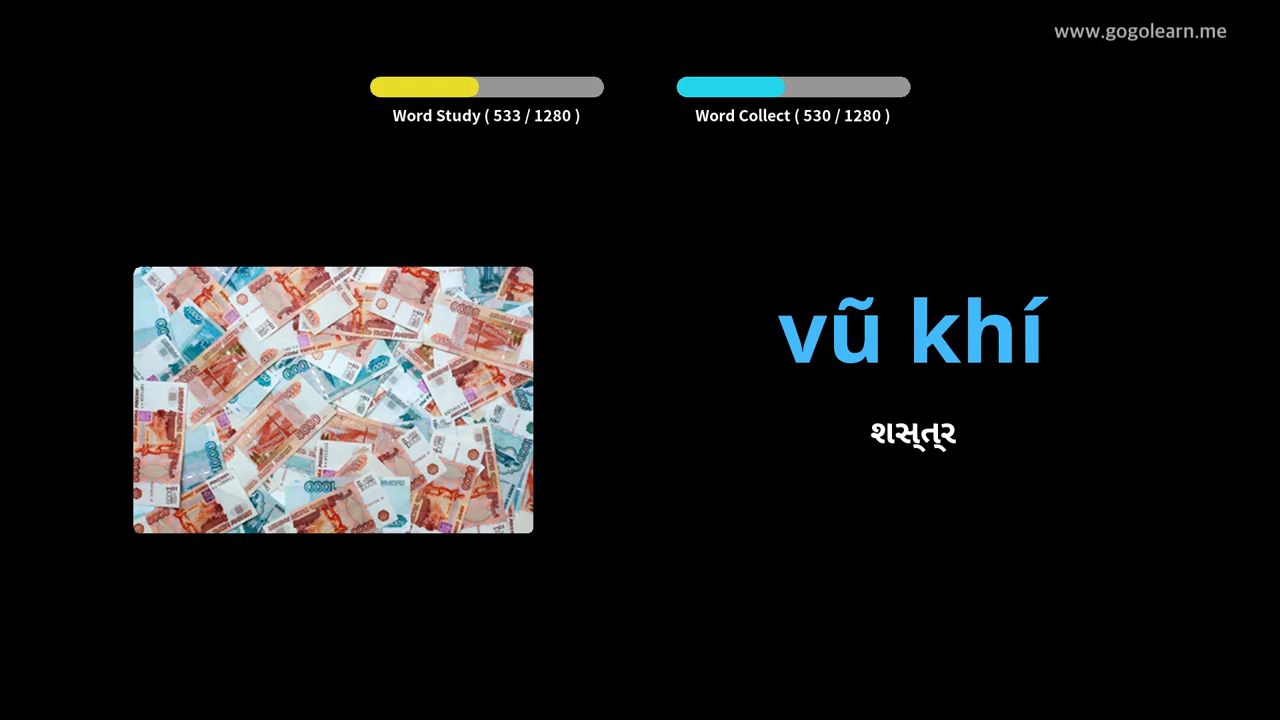 www.gogolearn.me
Word Study ( 533 / 1280 )
Word Collect ( 530 / 1280 )
vũ khí
શસ્ત્ર